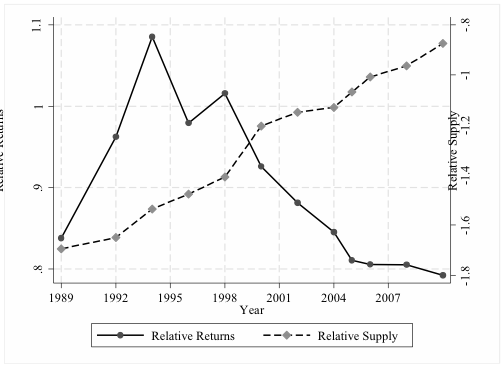 1.1
1
.9
.8
Relative Returns
-.8
-1
-1.2
-1.4
-1.6
-1.8
Relative Supply
1989 1992 1995 1998 2001 2004 2007
Year
Relative Returns Relative Supply